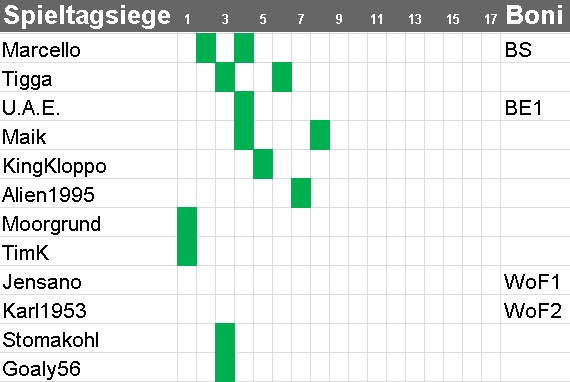 Spieltagsiege 1 3 5 7 9 11 13 15 17 Boni
Marcello BS
Tigga
U.A.E. BE1
Maik
KingKloppo
Alien1995
Moorgrund
TimK
Jensano WoF1
Karl1953 WoF2
Stomakohl
Goaly56